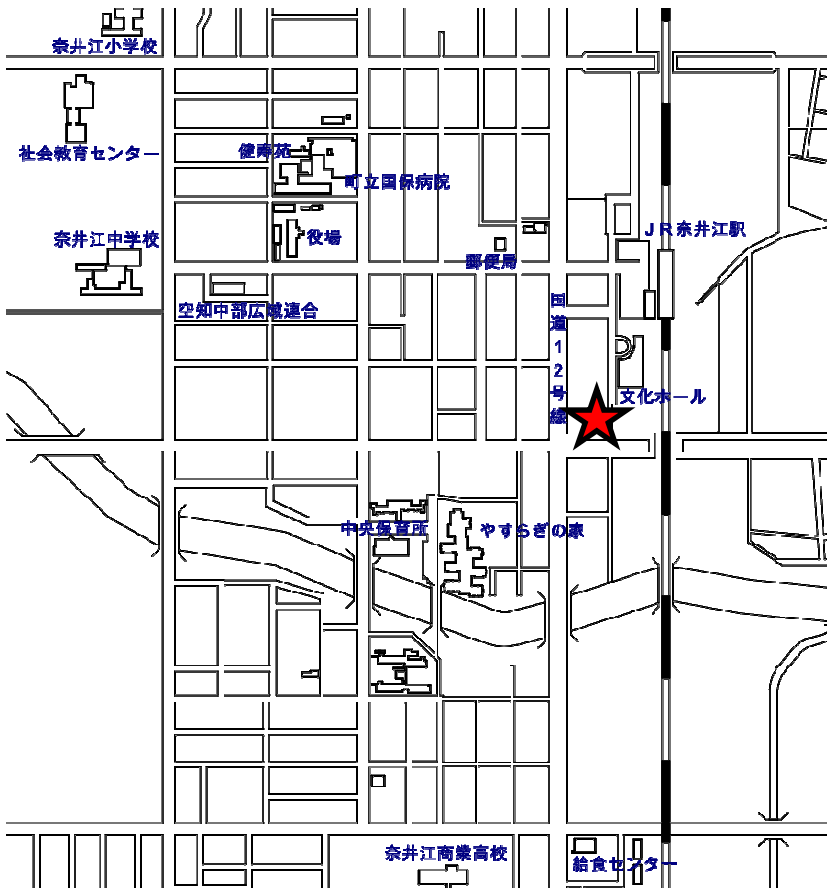 奈井江小学校
社会教育センター
健寿苑
町立国保病院
奈井江中学校
役場
JR奈井江駅
郵便局
空知中部広域連合
国道12号線
文化ホール
中央保育所
やすらぎの家
奈井江商業高校
給食センター